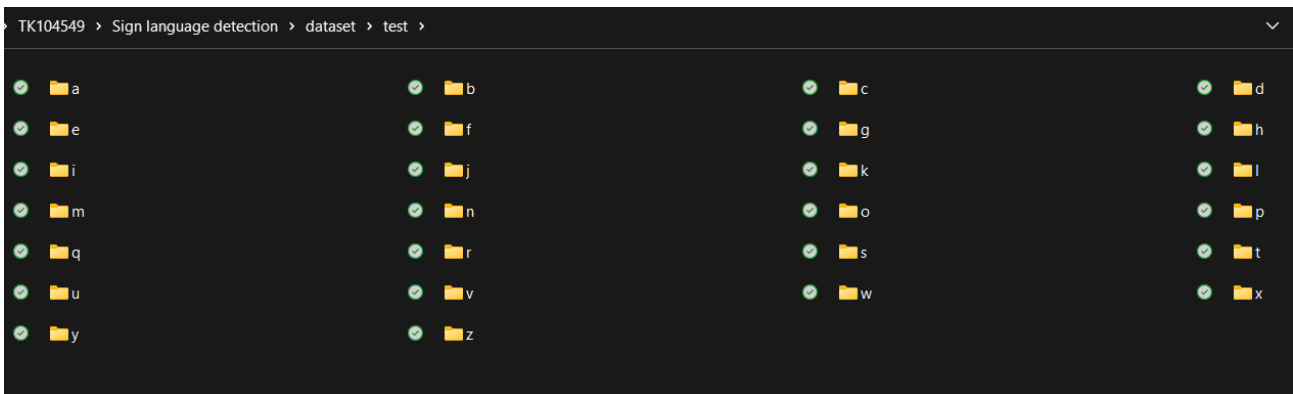 TK104549 > Sign language detection > dataset > test >
a b c d
e f g h
i j k l
m n o p
q r s t
u v w x
y z